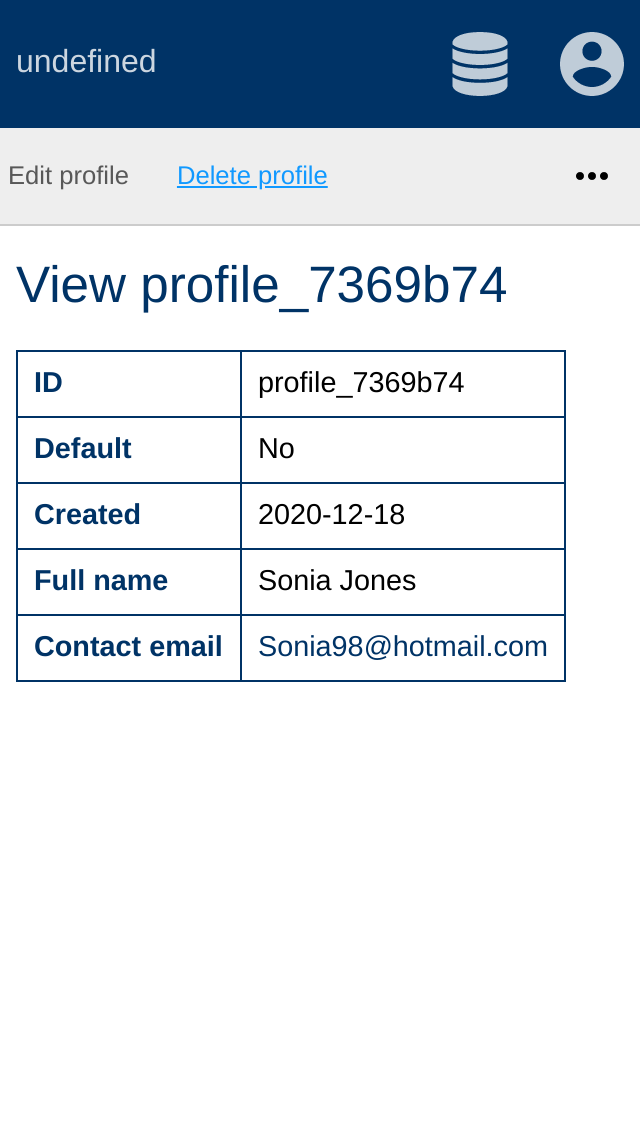 undefined
Edit profile Delete profile
View profile_7369b74
ID profile_7369b74
Default No
Created 2020-12-18
Full name Sonia Jones
Contact email Sonia98@hotmail.com